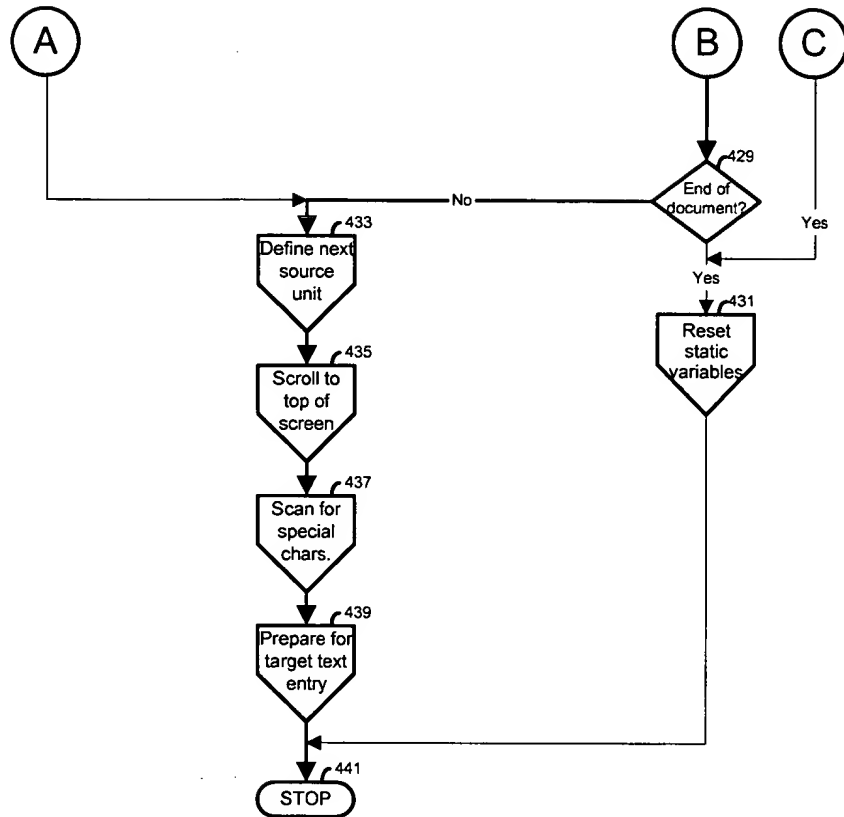 A
B
C
429
End of
document?
No
Yes
433
Define next
source
unit
Yes
431
Reset
static
variables
435
Scroll to
top of
screen
437
Scan for
special
chars.
439
Prepare for
target text
entry
441
STOP